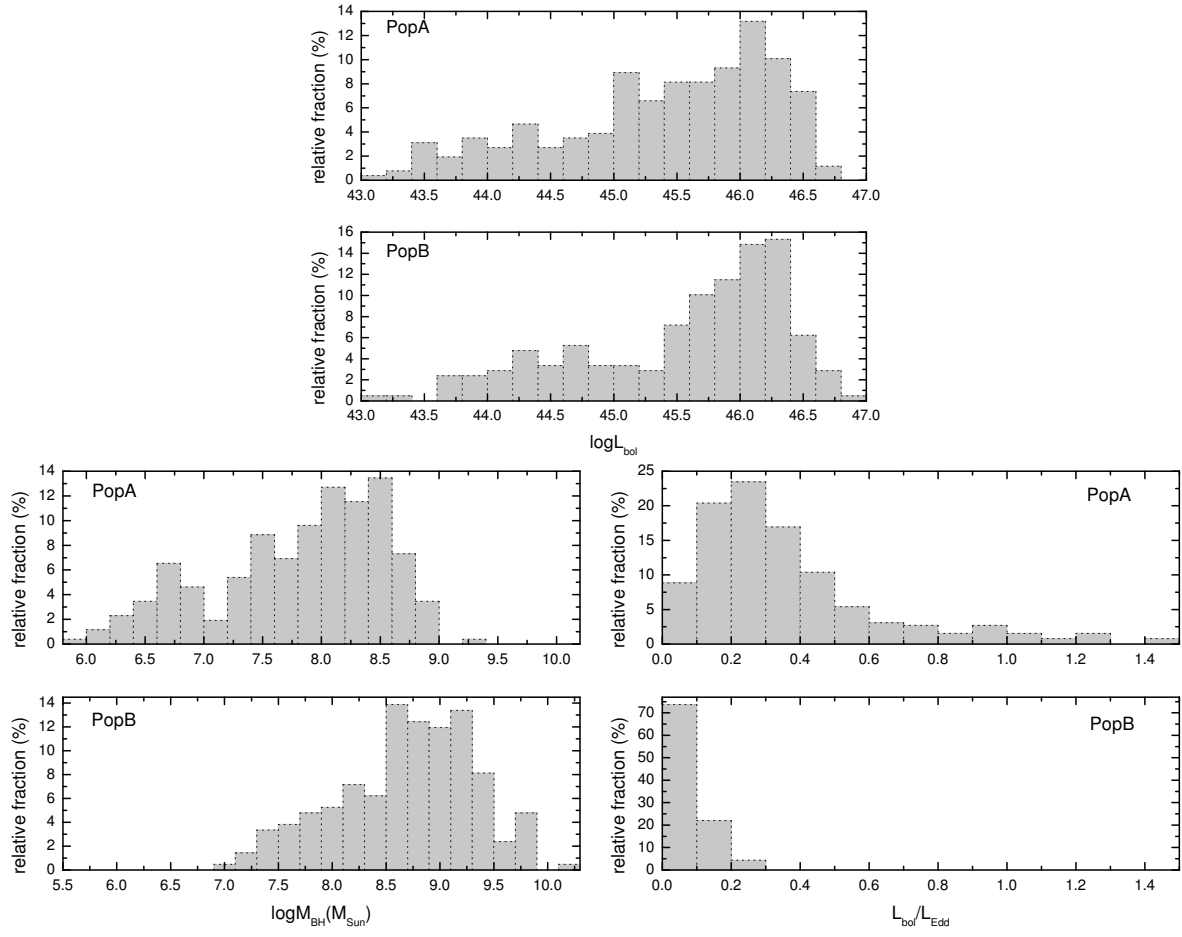 14
12
10
8
6
4
2
0
relative fraction (%)
PopA
43.0 43.5 44.0 44.5 45.0 45.5 46.0 46.5 47.0
16
14
12
10
8
6
4
2
0
relative fraction (%)
PopB
43.0 43.5 44.0 44.5 45.0 45.5 46.0 46.5 47.0
logL_bol
14
12
10
8
6
4
2
0
relative fraction (%)
PopA
6.0 6.5 7.0 7.5 8.0 8.5 9.0 9.5 10.0
25
20
15
10
5
0
relative fraction (%)
PopA
0.0 0.2 0.4 0.6 0.8 1.0 1.2 1.4
14
12
10
8
6
4
2
0
relative fraction (%)
PopB
5.5 6.0 6.5 7.0 7.5 8.0 8.5 9.0 9.5 10.0
logM_BH(M_Sun)
70
60
50
40
30
20
10
0
relative fraction (%)
PopB
0.0 0.2 0.4 0.6 0.8 1.0 1.2 1.4
L_bol/L_Edd